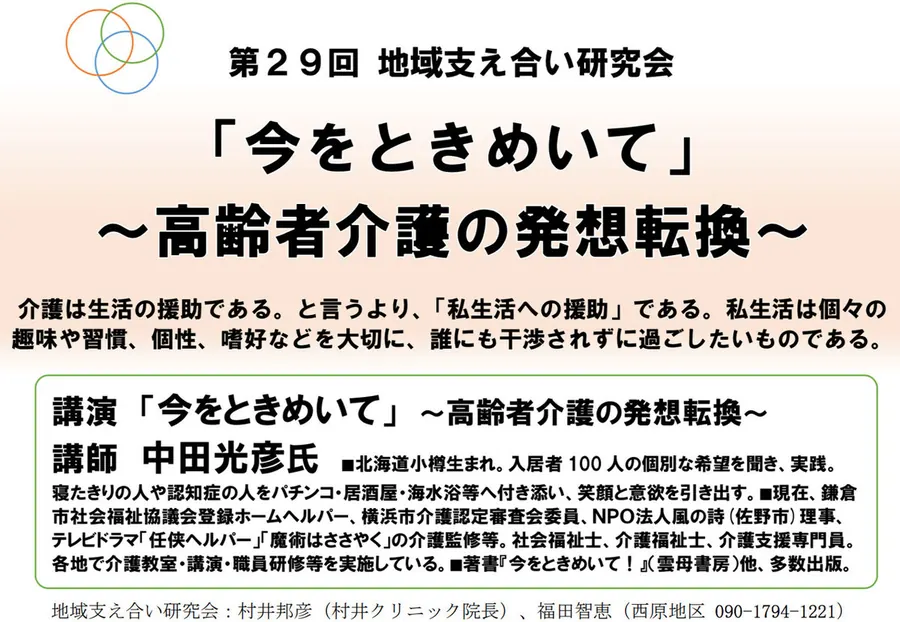 第２９回 地域支え合い研究会
「今をときめいて」
～高齢者介護の発想転換～
介護は生活の援助である。と言うより、「私生活への援助」である。私生活は個々の
趣味や習慣、個性、嗜好などを大切に、誰にも干渉されずに過ごしたいものである。
講演 「今をときめいて」 ～高齢者介護の発想転換～
講師 中田光彦氏 ■北海道小樽生まれ。入居者 100 人の個別な希望を聞き、実践。
寝たきりの人や認知症の人をパチンコ・居酒屋・海水浴等へ付き添い、笑顔と意欲を引き出す。■現在、鎌倉
市社会福祉協議会登録ホームヘルパー、横浜市介護認定審査会委員、NPO法人風の詩(佐野市)理事、
テレビドラマ「任侠ヘルパー」「魔術はささやく」の介護監修等。社会福祉士、介護福祉士、介護支援専門員。
各地で介護教室・講演・職員研修等を実施している。■著書『今をときめいて！』(雲母書房)他、多数出版。
地域支え合い研究会：村井邦彦（村井クリニック院長）、福田智恵（西原地区 090-1794-1221）